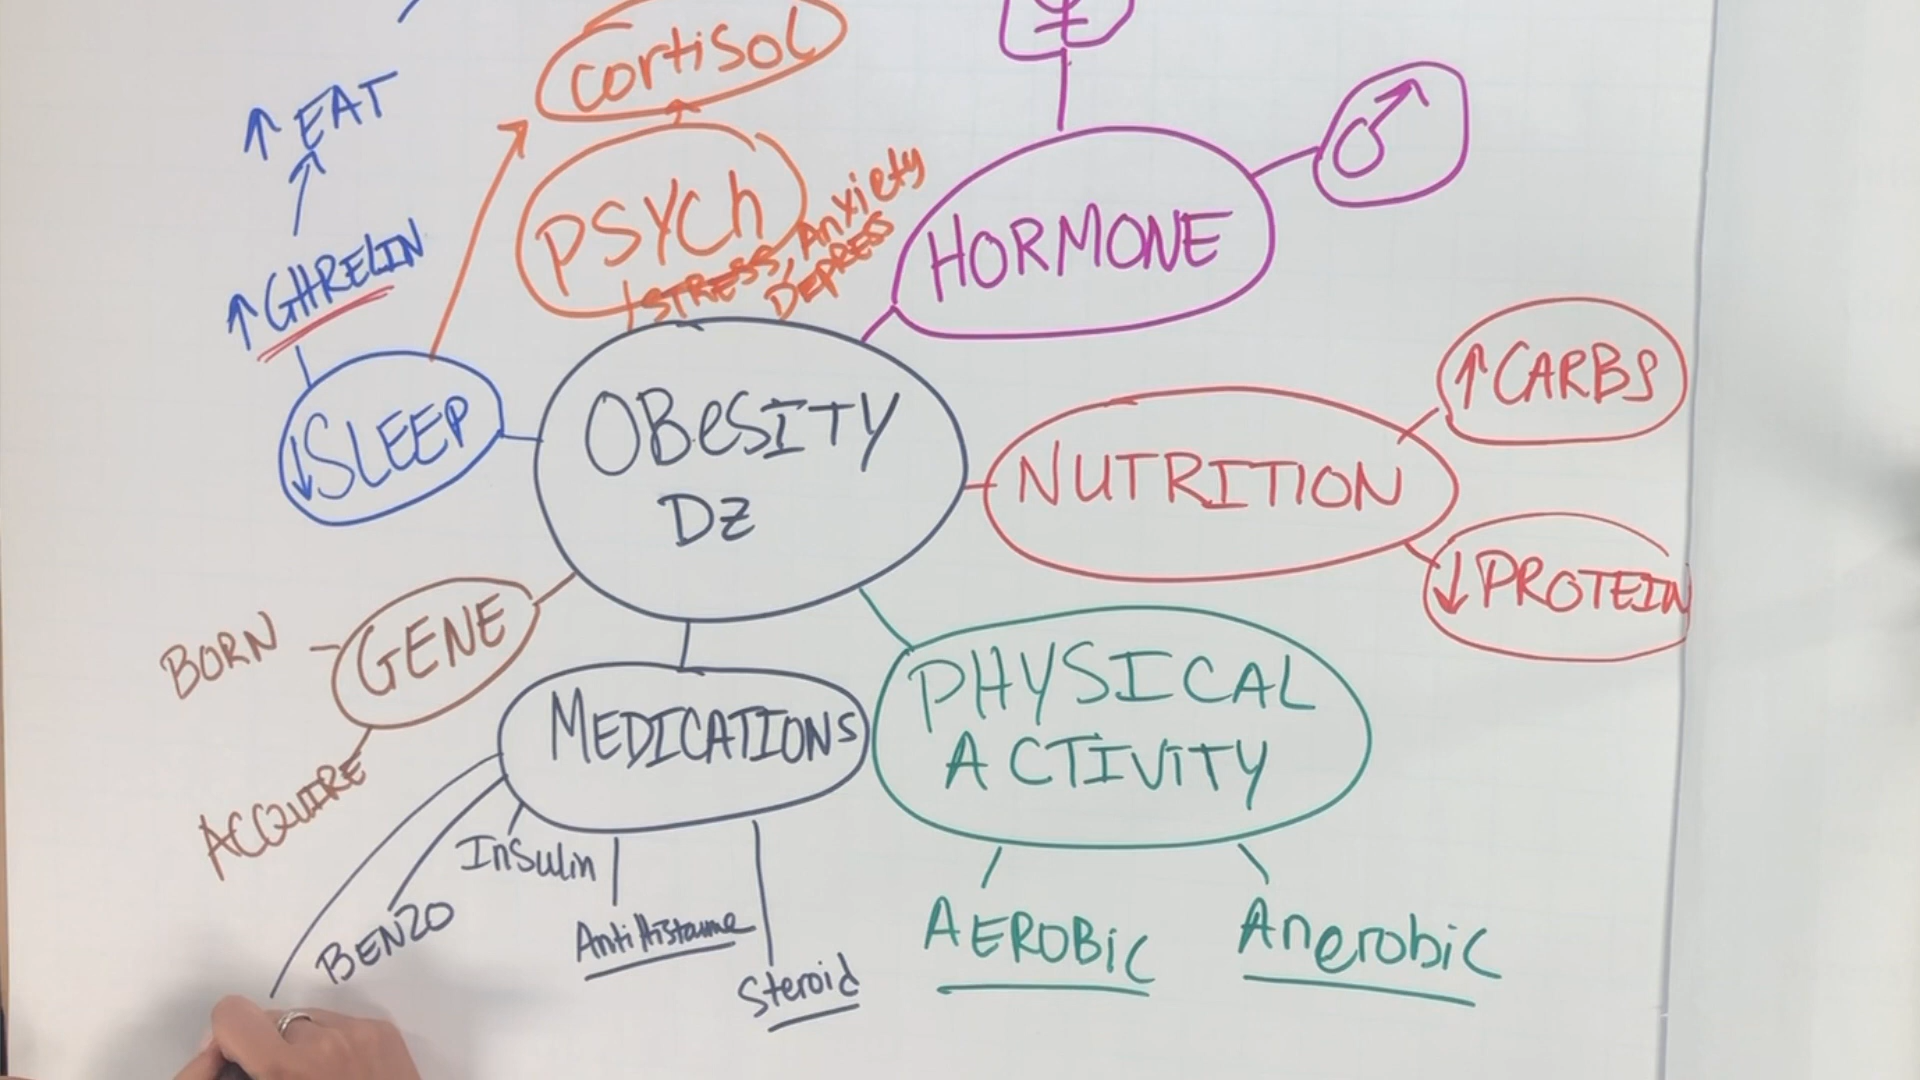 cortisol
↑ EAT
PSYCh
STRESS, Anxiety
DEPRESS
♀
♂
HORMONE
↑ GHRELIN
↓ SLEEP
OBeSITY
DZ
NUTRITION
↑ CARBS
↓ PROTEIN
BORN
GENE
ACQUIRE
MEDICATIONS
PHYSICAL
ACTIVITY
InSulin
BENZO
Steroid
AEROBiC
AnerobiC